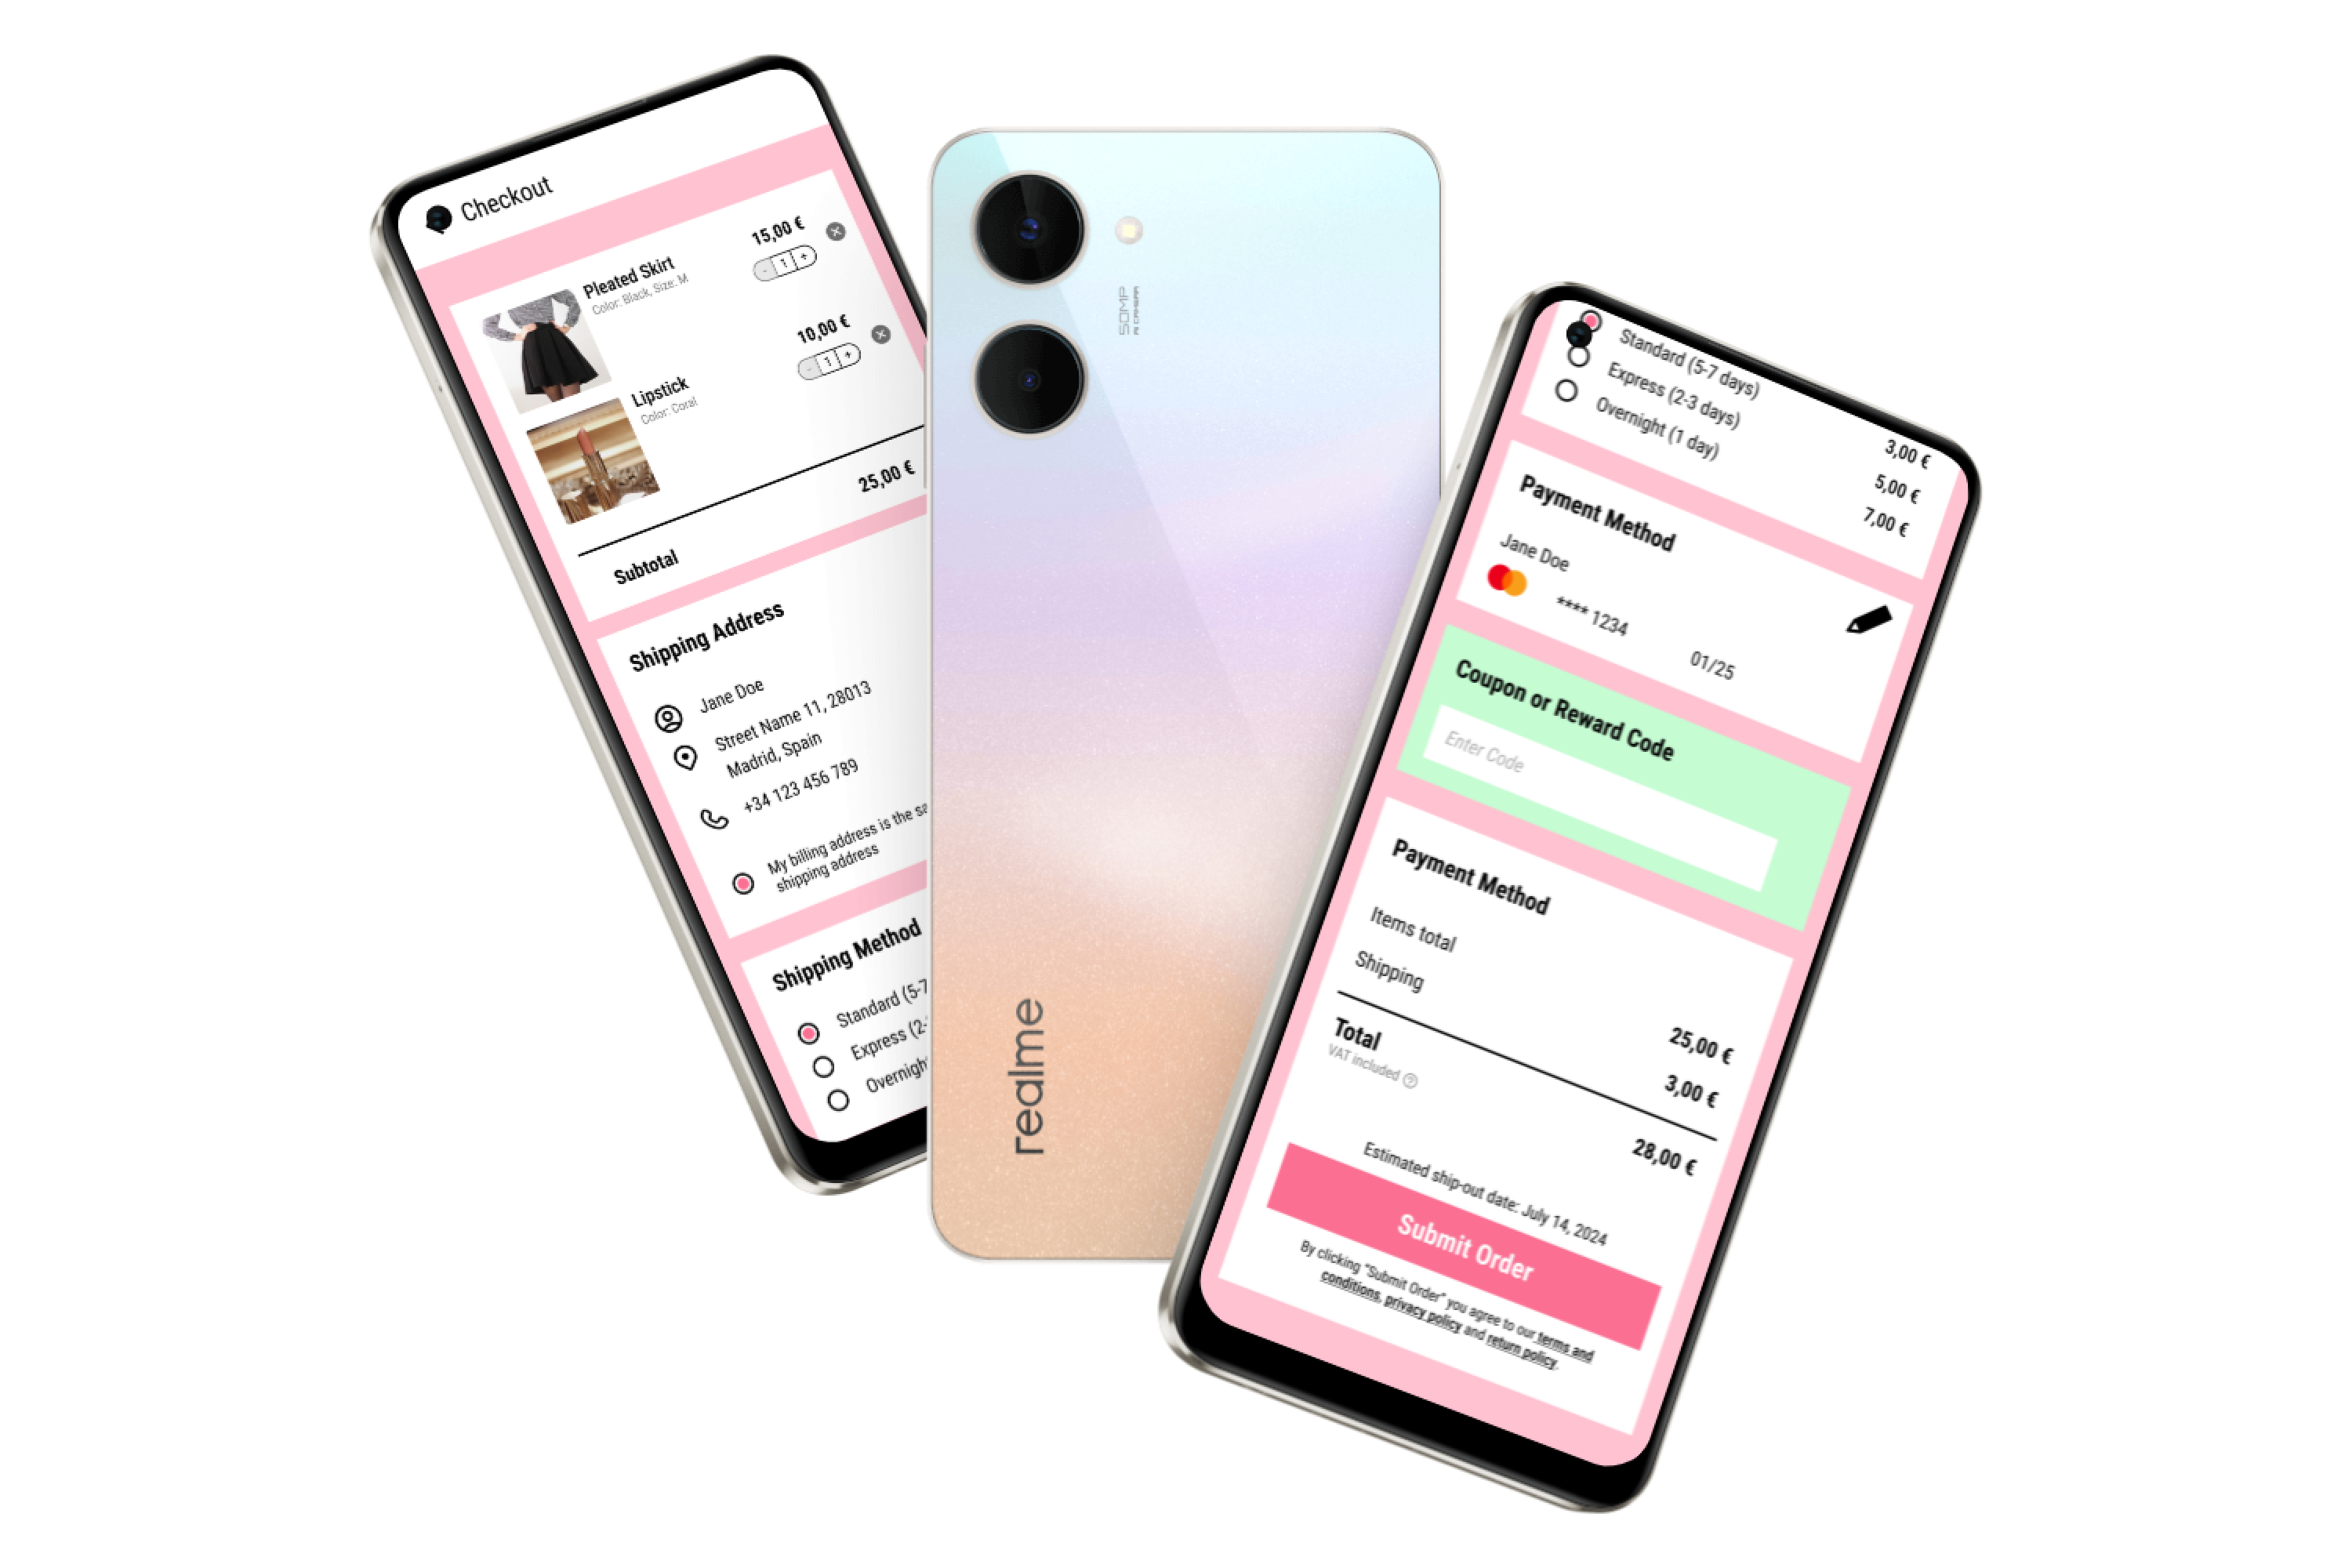 Checkout
Pleated Skirt
Color: Black, Size: M
15,00 €
- 1 +
Lipstick
Color: Coral
10,00 €
- 1 +
Subtotal 25,00 €
Shipping Address
Jane Doe
Street Name 11, 28013
Madrid, Spain
+34 123 456 789
My billing address is the
shipping address
Shipping Method
Standard (5-7
Express (2-
Overnight
50MP
AI CAMERA
realme
Standard (5-7 days) 3,00 €
Express (2-3 days) 5,00 €
Overnight (1 day) 7,00 €
Payment Method
Jane Doe
**** 1234 01/25
Coupon or Reward Code
Enter Code
Payment Method
Items total 25,00 €
Shipping 3,00 €
Total 28,00 €
VAT included
Estimated ship-out date: July 14, 2024
Submit Order
By clicking "Submit Order" you agree to our terms and
conditions, privacy policy and return policy.